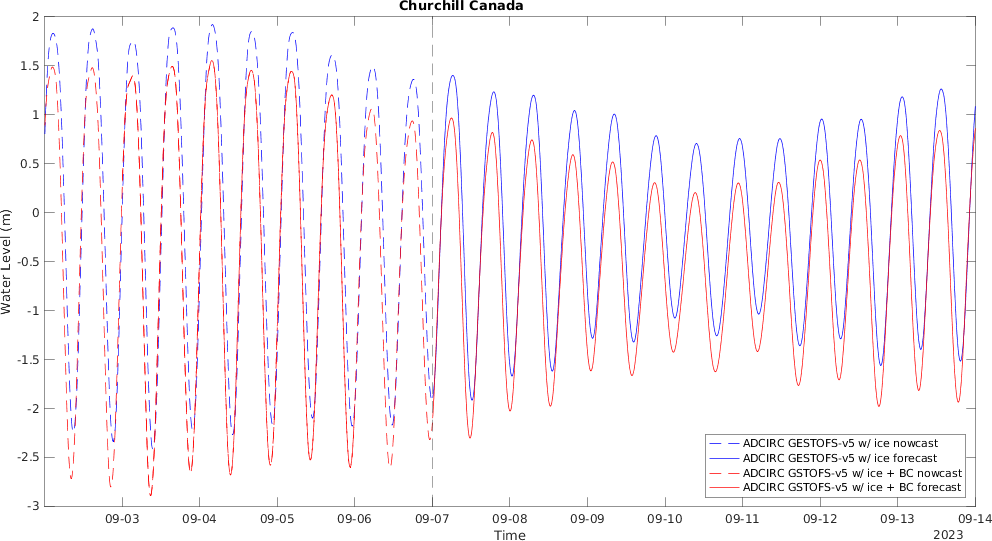 Churchill Canada
2
1.5
1
0.5
0
-0.5
-1
-1.5
-2
-2.5
-3
Water Level (m)
ADCIRC GESTOFS-v5 w/ ice nowcast
ADCIRC GESTOFS-v5 w/ ice forecast
ADCIRC GSTOFS-v5 w/ ice + BC nowcast
ADCIRC GSTOFS-v5 w/ ice + BC forecast
09-03 09-04 09-05 09-06 09-07 09-08 09-09 09-10 09-11 09-12 09-13 09-14
Time
2023